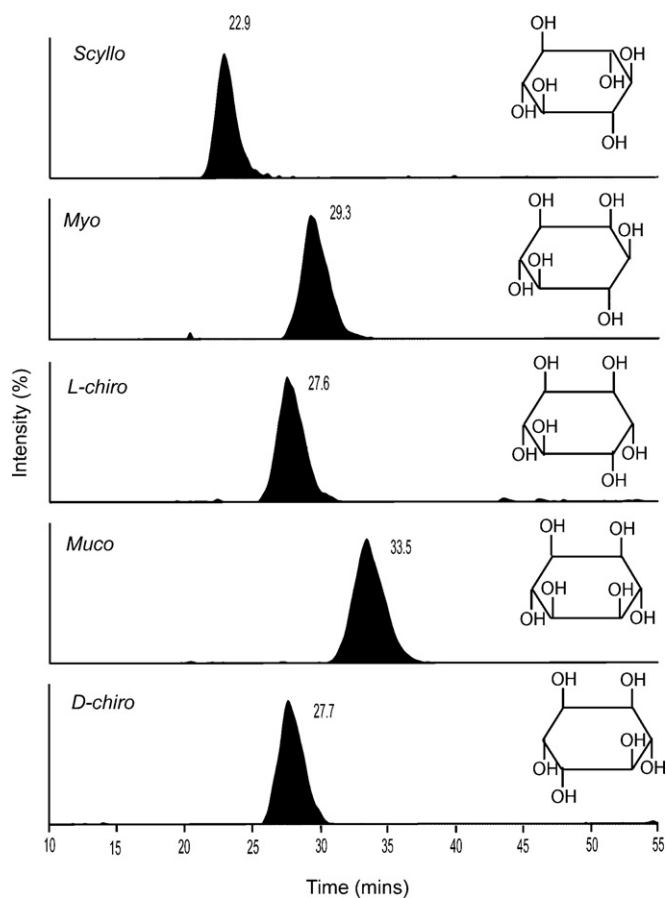 Scyllo
22.9
OH
OH
OH
OH
OH
OH
Myo
29.3
OH
OH
OH
OH
OH
OH
Intensity (%)
L-chiro
27.6
OH
OH
OH
OH
OH
OH
Muco
33.5
OH
OH
OH
OH
OH
OH
D-chiro
27.7
OH
OH
OH
OH
OH
OH
10 15 20 25 30 35 40 45 50 55
Time (mins)